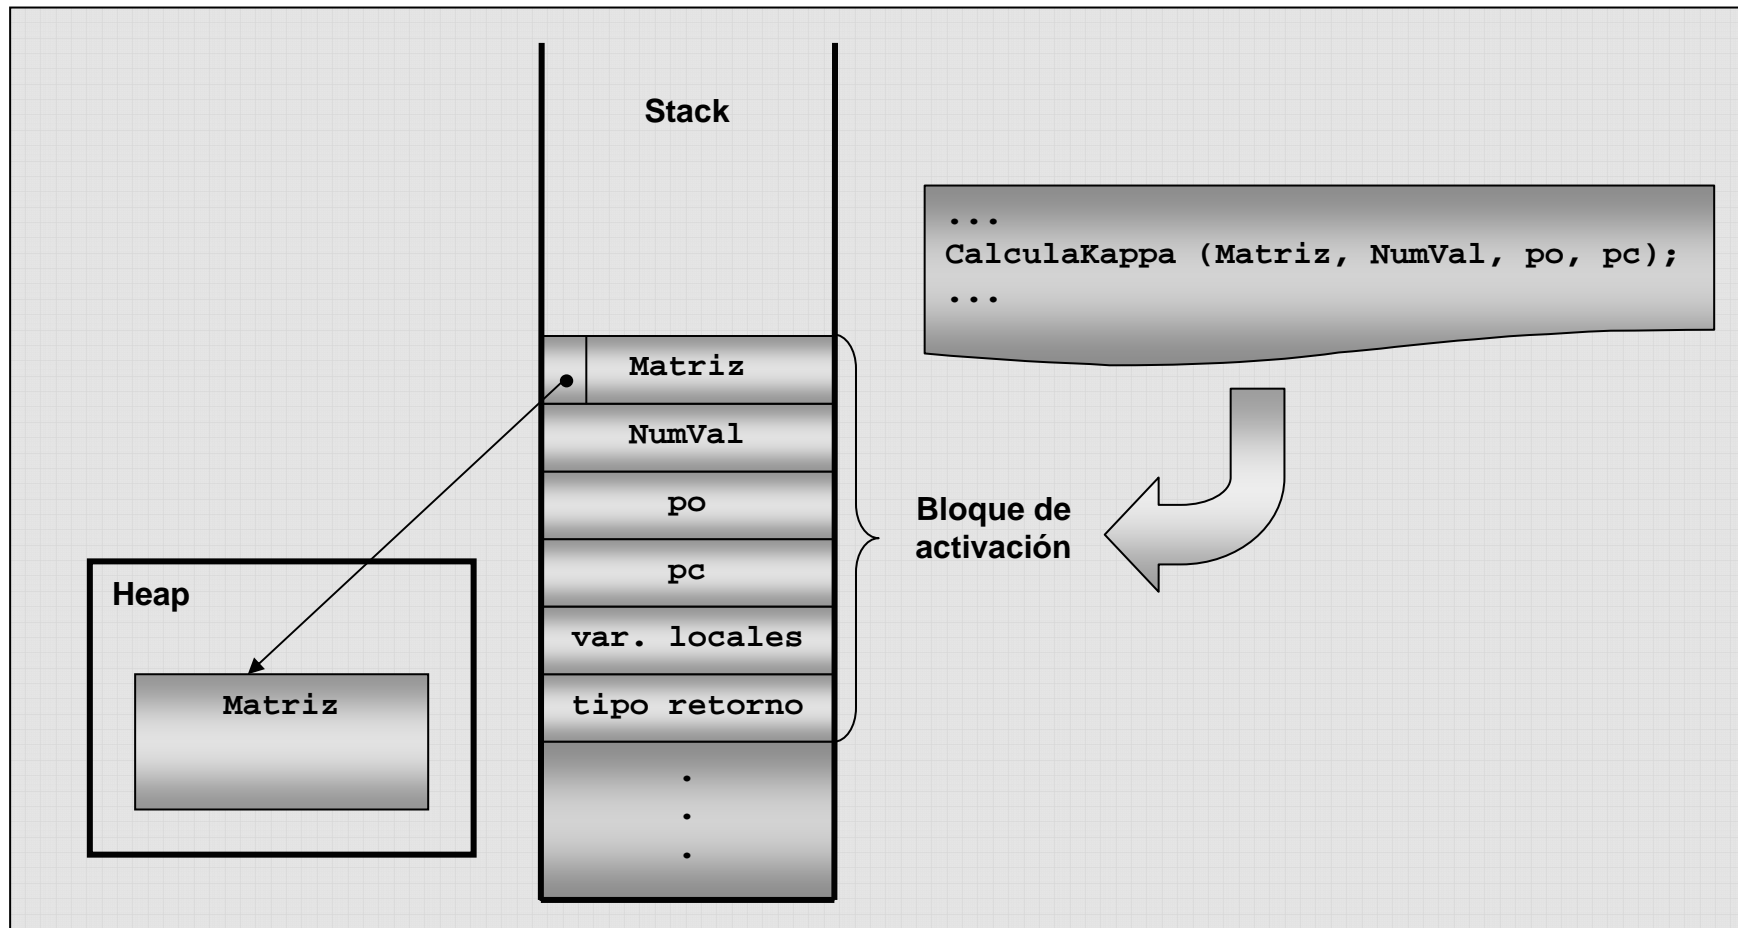 Stack
...
CalculaKappa (Matriz, NumVal, po, pc);
...
Matriz
NumVal
po
pc
var. locales
tipo retorno
.
.
.
Bloque de
activación
Heap
Matriz